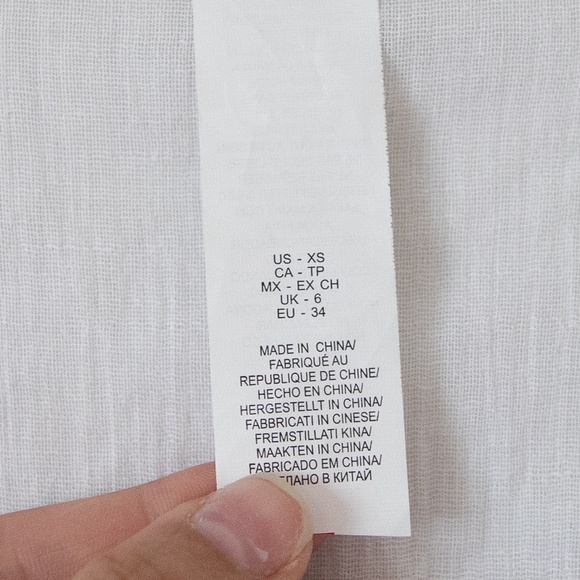 US - XS
CA - TP
MX - EX CH
UK - 6
EU - 34
MADE IN CHINA/
FABRIQUÉ AU
REPUBLIQUE DE CHINE/
HECHO EN CHINA/
HERGESTELLT IN CHINA/
FABBRICATI IN CINESE/
FREMSTILLATI KINA/
MAAKTEN IN CHINA/
FABRICADO EM CHINA/
В КИТАЙ